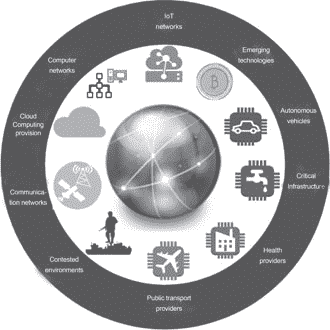 IoT
networks
Emerging
technologies
Autonomous
vehicles
Critical
Infrastructure
Health
providers
Public transport
providers
Contested
environments
Communica-
tion networks
Cloud
Computing
provision
Computer
networks